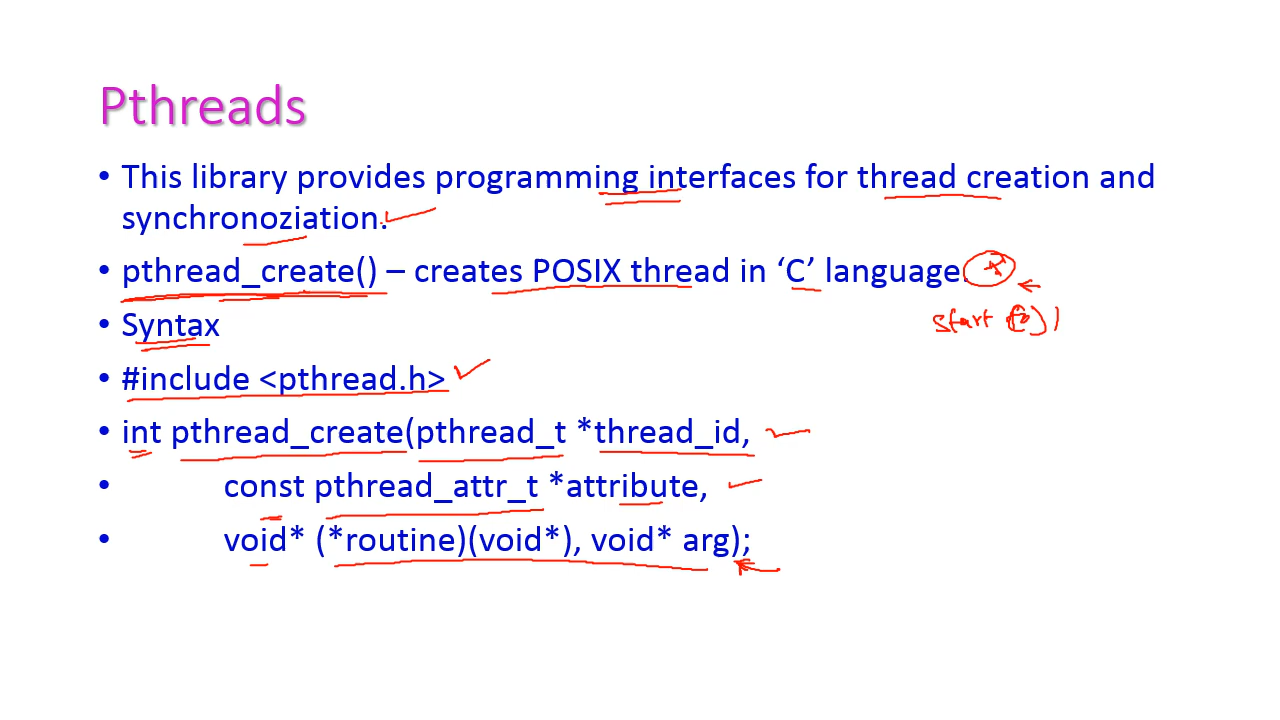 Pthreads
• This library provides programming interfaces for thread creation and
synchronoziation.
• pthread_create() – creates POSIX thread in ‘C’ language.
start
• Syntax
• #include <pthread.h>
• int pthread_create(pthread_t *thread_id,
• const pthread_attr_t *attribute,
• void* (*routine)(void*), void* arg);